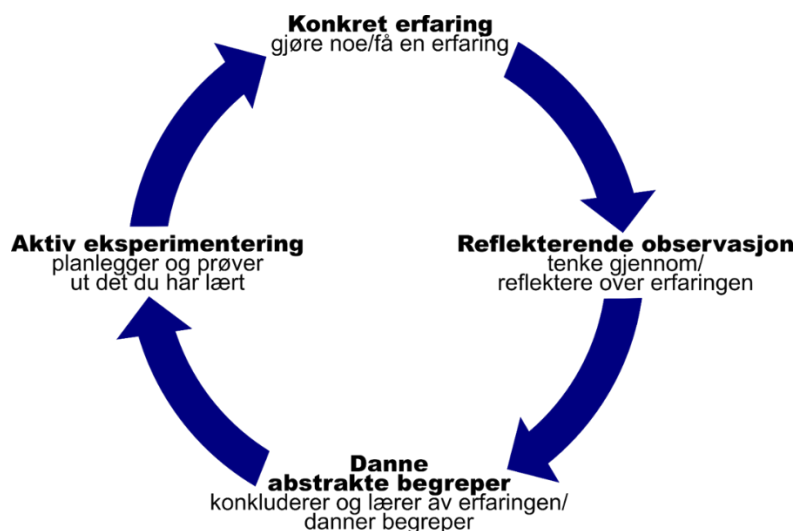 Konkret erfaring
gjøre noe/få en erfaring
Reflekterende observasjon
tenke gjennom/
reflektere over erfaringen
Danne
abstrakte begreper
konkluderer og lærer av erfaringen/
danner begreper
Aktiv eksperimentering
planlegger og prøver
ut det du har lært